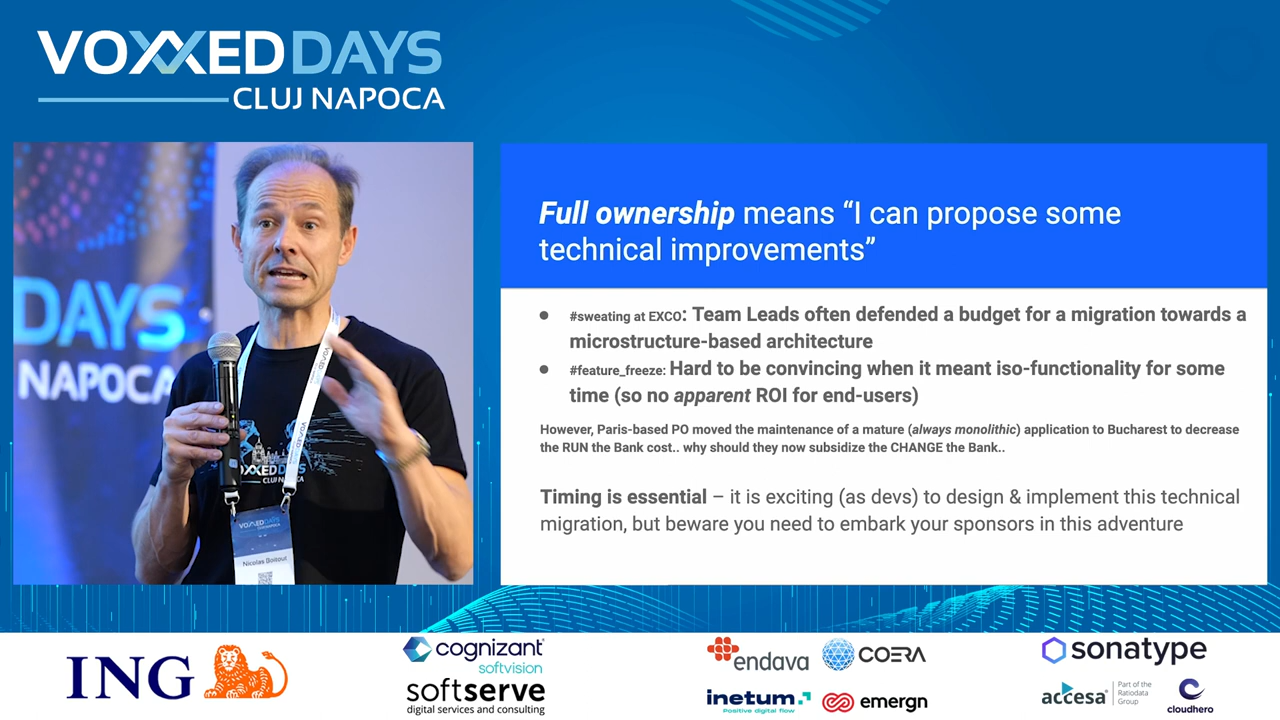 VOXXED DAYS
CLUJ NAPOCA
DAYS
NAPOCA
VOXXED DAYS
CLUJ NAPOCA
VOXXED DAYS
Nicolas Boitout
Full ownership means “I can propose some
technical improvements”
● #sweating at EXCO: Team Leads often defended a budget for a migration towards a
microstructure-based architecture
● #feature_freeze: Hard to be convincing when it meant iso-functionality for some
time (so no apparent ROI for end-users)
However, Paris-based PO moved the maintenance of a mature (always monolithic) application to Bucharest to decrease
the RUN the Bank cost.. why should they now subsidize the CHANGE the Bank..
Timing is essential – it is exciting (as devs) to design & implement this technical
migration, but beware you need to embark your sponsors in this adventure
ING
cognizant
softvision
softserve
digital services and consulting
endava
COERA
inetum.
Positive digital flow
emergn
sonatype
accesa
Part of the
Ratiodata
Group
cloudhero